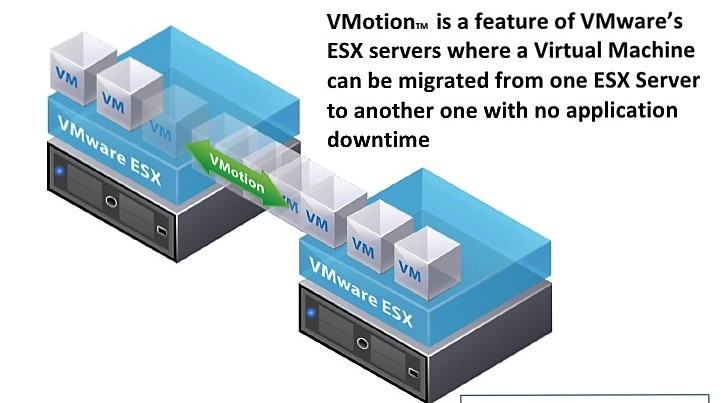 VMotion™ is a feature of VMware's
ESX servers where a Virtual Machine
can be migrated from one ESX Server
to another one with no application
downtime
VM
VM
VM
VMware ESX
VMotion
VM
VM
VM
VM
VMware ESX